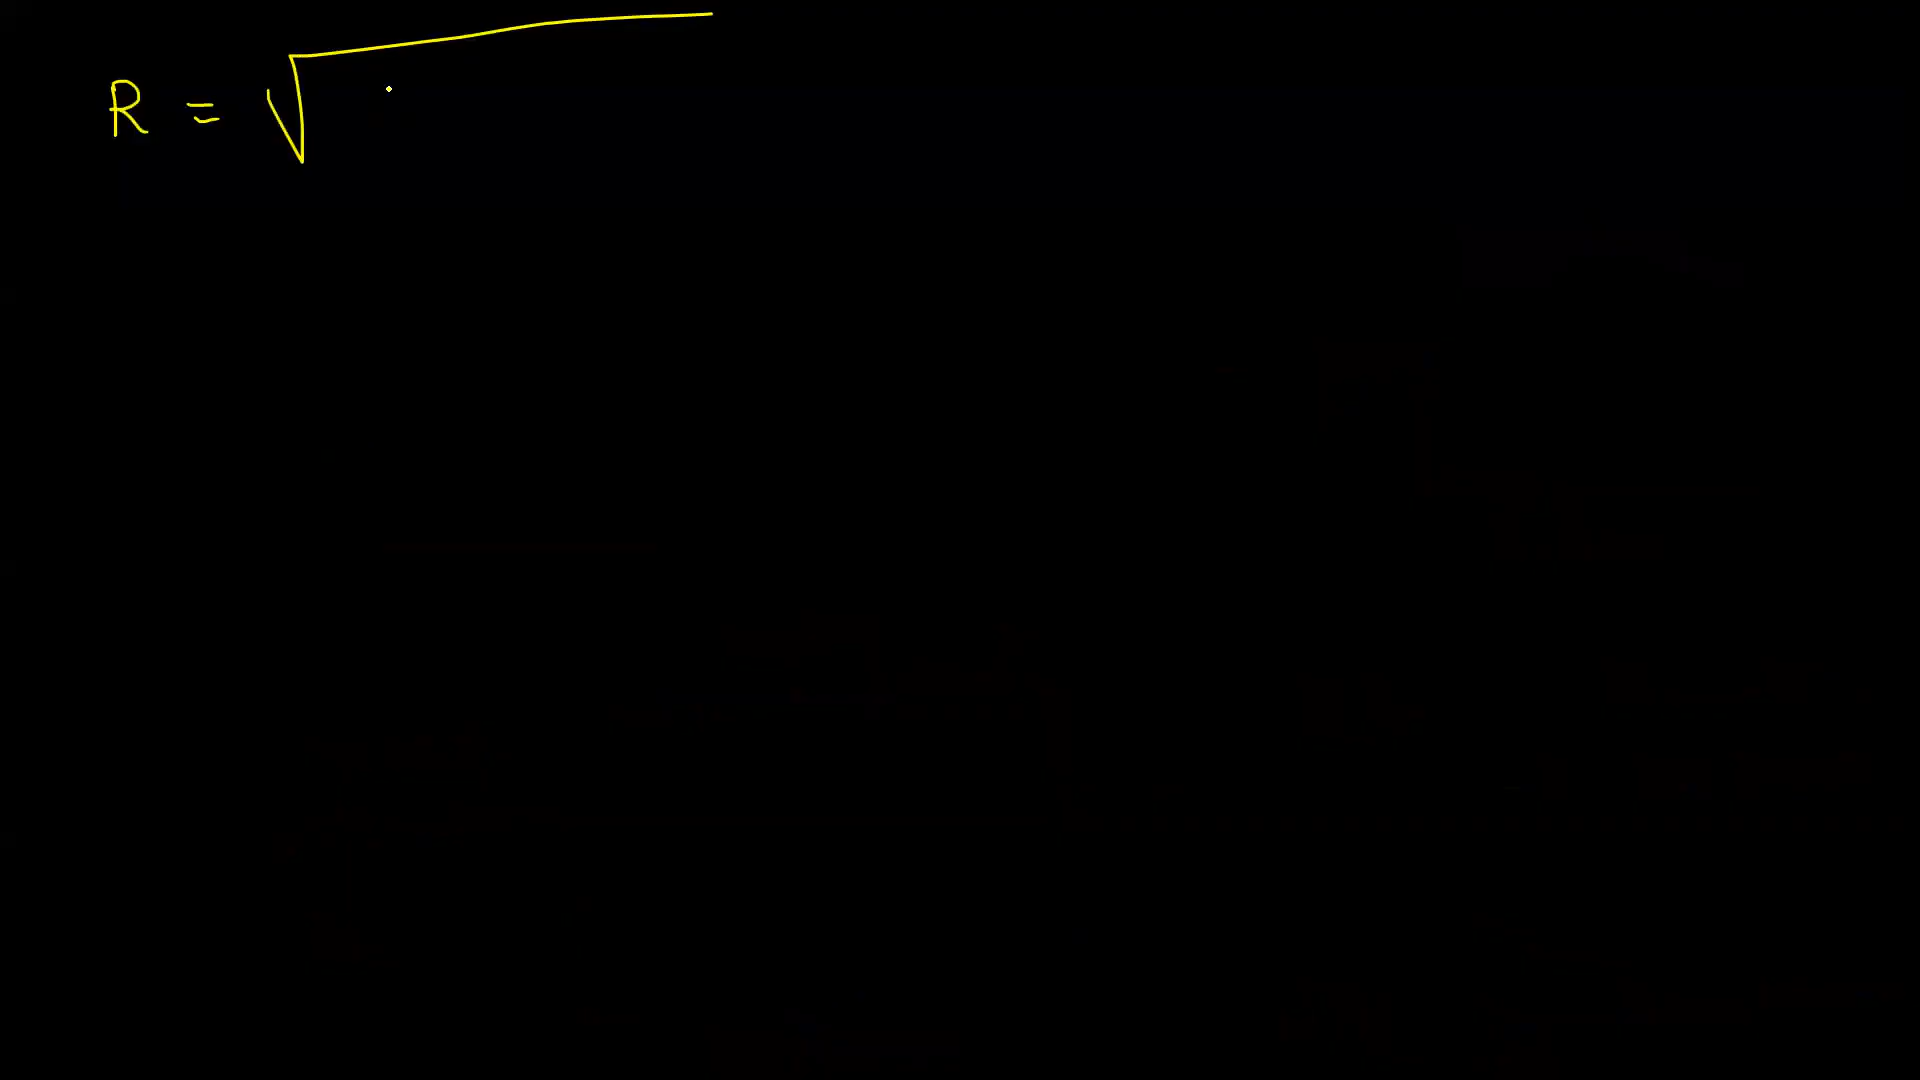 R = √